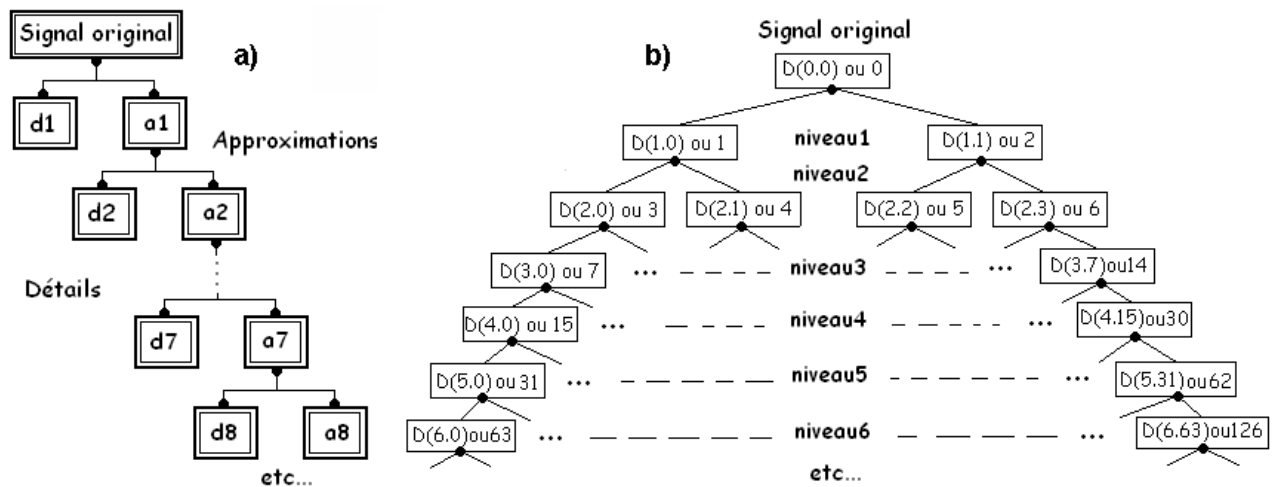 Signal original
a)
d1
a1
Approximations
d2
a2
Détails
d7
a7
d8
a8
etc...
b)
Signal original
D(0.0) ou 0
D(1.0) ou 1
niveau1
D(1.1) ou 2
niveau2
D(2.0) ou 3
D(2.1) ou 4
D(2.2) ou 5
D(2.3) ou 6
D(3.0) ou 7
...
niveau3
...
D(3.7)ou14
D(4.0) ou 15
...
niveau4
...
D(4.15)ou30
D(5.0) ou 31
...
niveau5
...
D(5.31)ou62
D(6.0)ou63
...
niveau6
...
D(6.63)ou126
etc...